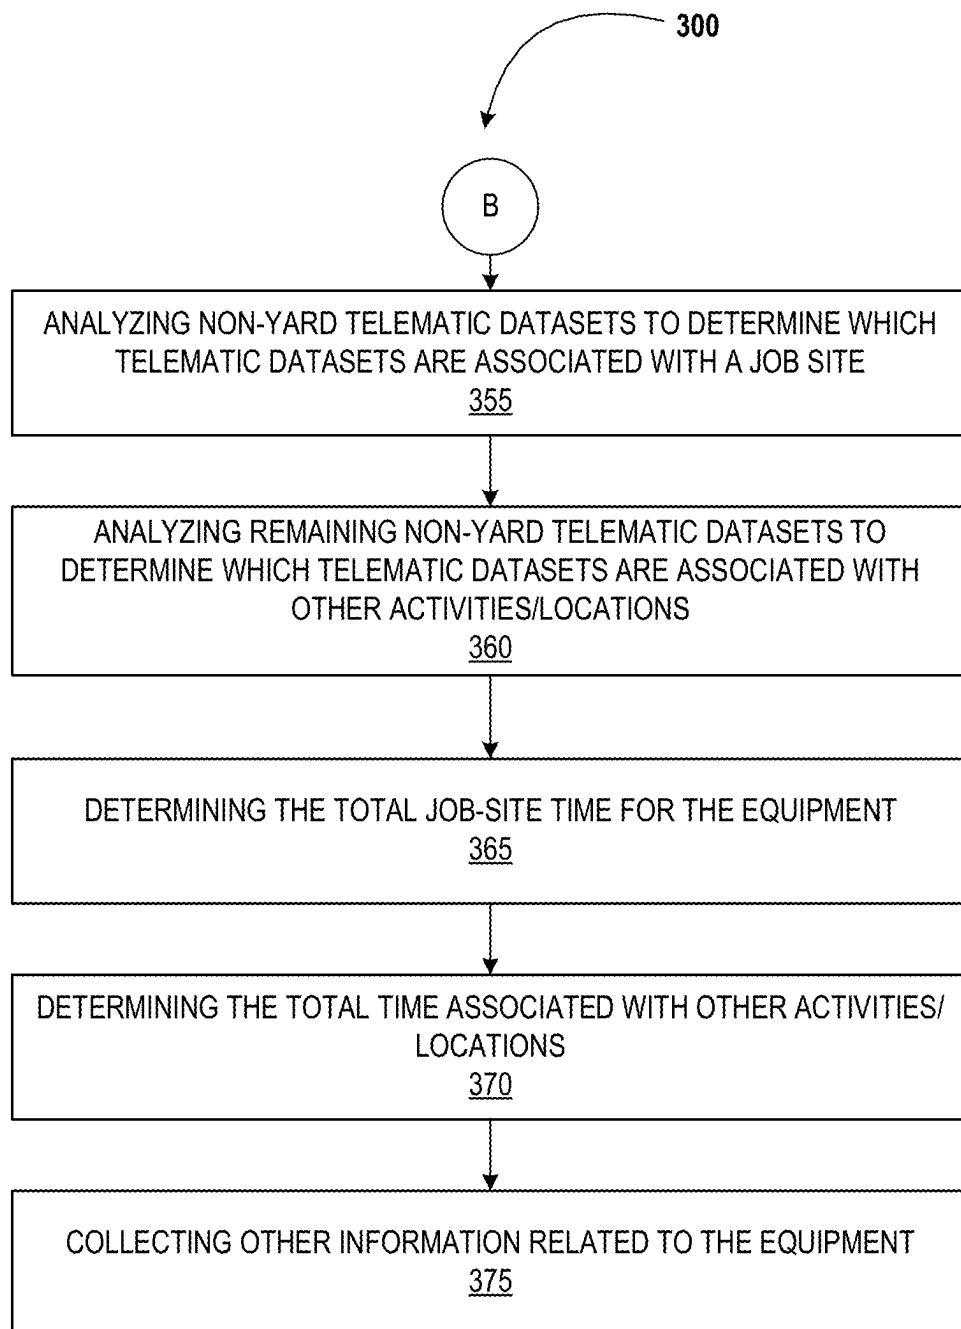 300
B
ANALYZING NON-YARD TELEMATIC DATASETS TO DETERMINE WHICH
TELEMATIC DATASETS ARE ASSOCIATED WITH A JOB SITE
355
ANALYZING REMAINING NON-YARD TELEMATIC DATASETS TO
DETERMINE WHICH TELEMATIC DATASETS ARE ASSOCIATED WITH
OTHER ACTIVITIES/LOCATIONS
360
DETERMINING THE TOTAL JOB-SITE TIME FOR THE EQUIPMENT
365
DETERMINING THE TOTAL TIME ASSOCIATED WITH OTHER ACTIVITIES/
LOCATIONS
370
COLLECTING OTHER INFORMATION RELATED TO THE EQUIPMENT
375